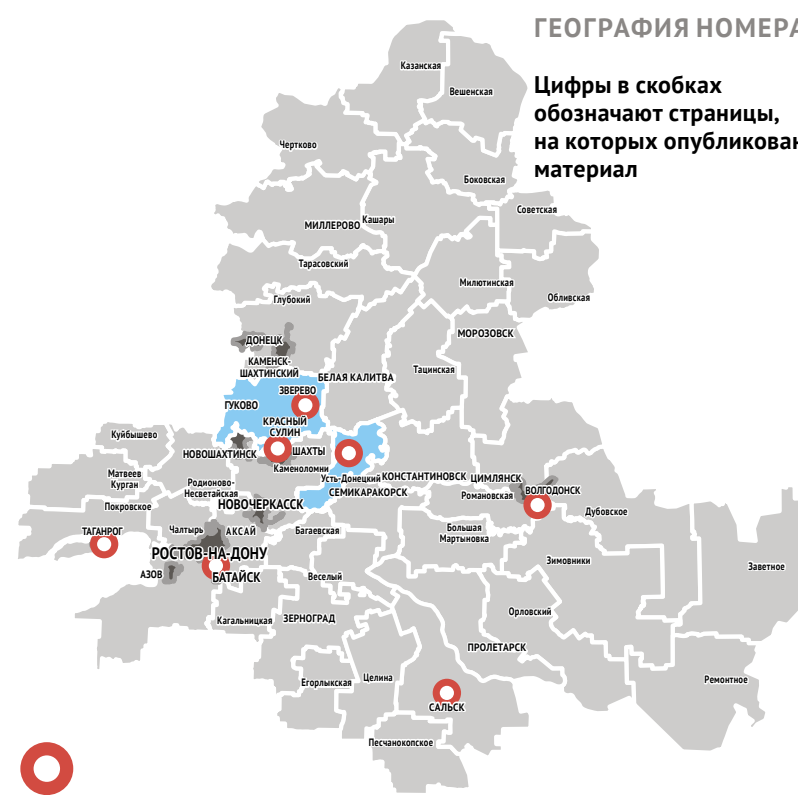 ГЕОГРАФИЯ НОМЕРА
Цифры в скобках
обозначают страницы,
на которых опубликован
материал
Казанская
Вешенская
Чертково
Боковская
Советская
МИЛЛЕРОВО
Кашары
Тарасовский
Милютинская
Обливская
Глубокий
МОРОЗОВСК
ДОНЕЦК
КАМЕНСК-
ШАХТИНСКИЙ
БЕЛАЯ КАЛИТВА
Тацинская
ЗВЕРЕВО
ГУКОВО
КРАСНЫЙ
СУЛИН
Куйбышево
НОВОШАХТИНСК
ШАХТЫ
Каменоломни
Матвеев
Курган
Родионово-
Несветайская
Усть-Донецкий
КОНСТАНТИНОВСК
ЦИМЛЯНСК
СЕМИКАРАКОРСК
Романовская
ВОЛГОДОНСК
Покровское
НОВОЧЕРКАССК
Дубовское
ТАГАНРОГ
Чалтырь
АКСАЙ
Багаевская
Большая
Мартыновка
РОСТОВ-НА-ДОНУ
Зимовники
Заветное
АЗОВ
БАТАЙСК
Веселый
Кагальницкая
ЗЕРНОГРАД
Орловский
ПРОЛЕТАРСК
Егорлыкская
Целина
Ремонтное
САЛЬСК
Песчанокопское